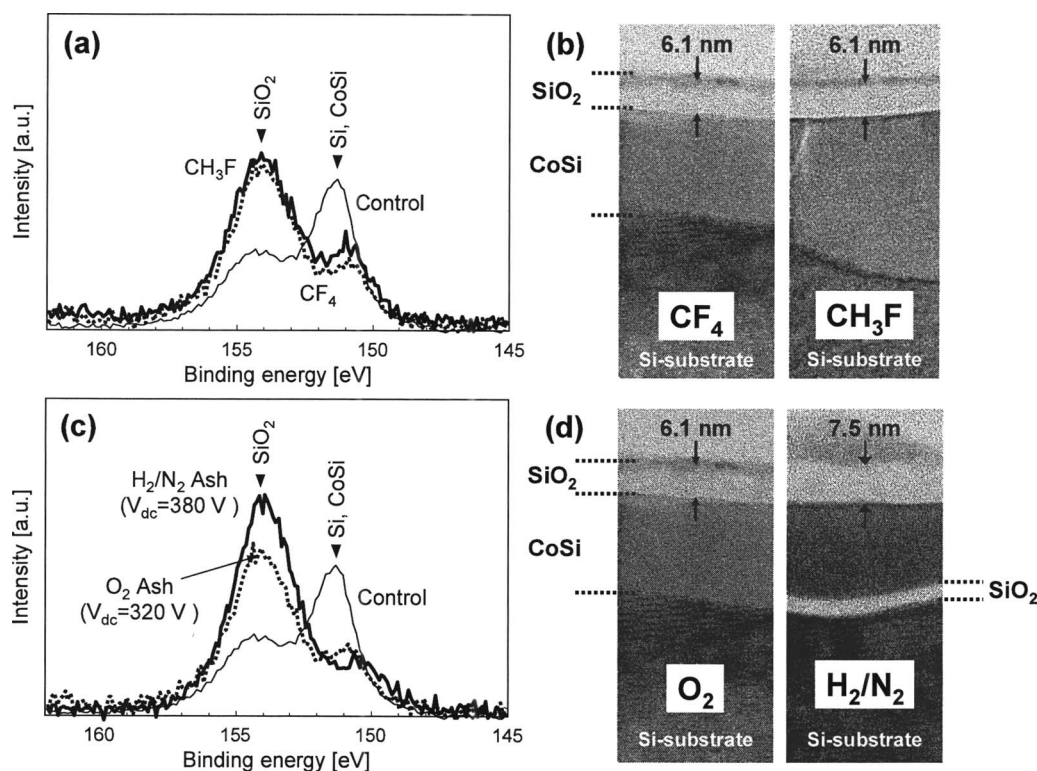 (a)
SiO2
Si, CoSi
CH3F
Control
CF4
Intensity [a.u.]
160 155 150 145
Binding energy [eV]
(b)
6.1 nm 6.1 nm
SiO2
CoSi
CF4 CH3F
Si-substrate Si-substrate
(c)
SiO2
Si, CoSi
H2/N2 Ash
(Vdc=380 V )
O2 Ash
(Vdc=320 V )
Control
Intensity [a.u.]
160 155 150 145
Binding energy [eV]
(d)
6.1 nm 7.5 nm
SiO2
CoSi
SiO2
O2 H2/N2
Si-substrate Si-substrate